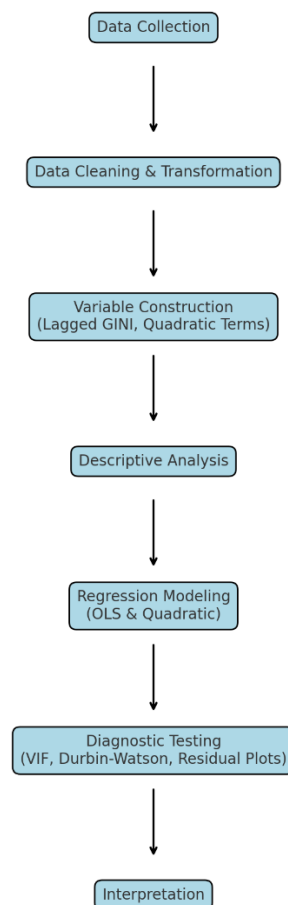 Data Collection
Data Cleaning & Transformation
Variable Construction
(Lagged GINI, Quadratic Terms)
Descriptive Analysis
Regression Modeling
(OLS & Quadratic)
Diagnostic Testing
(VIF, Durbin-Watson, Residual Plots)
Interpretation